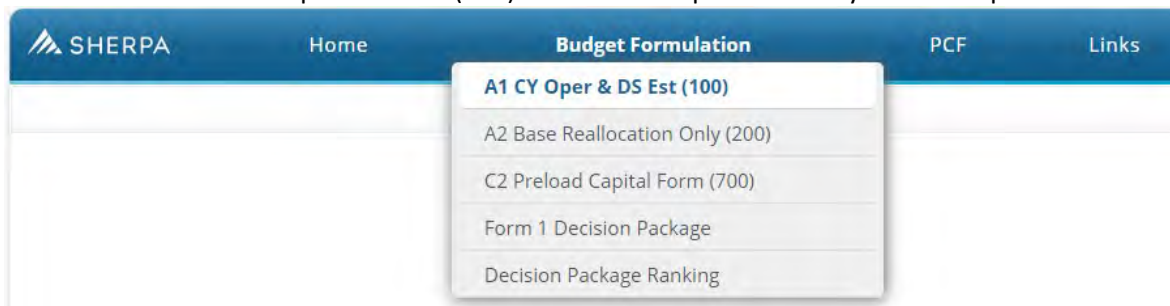 SHERPA Home Budget Formulation PCF Links
A1 CY Oper & DS Est (100)
A2 Base Reallocation Only (200)
C2 Preload Capital Form (700)
Form 1 Decision Package
Decision Package Ranking